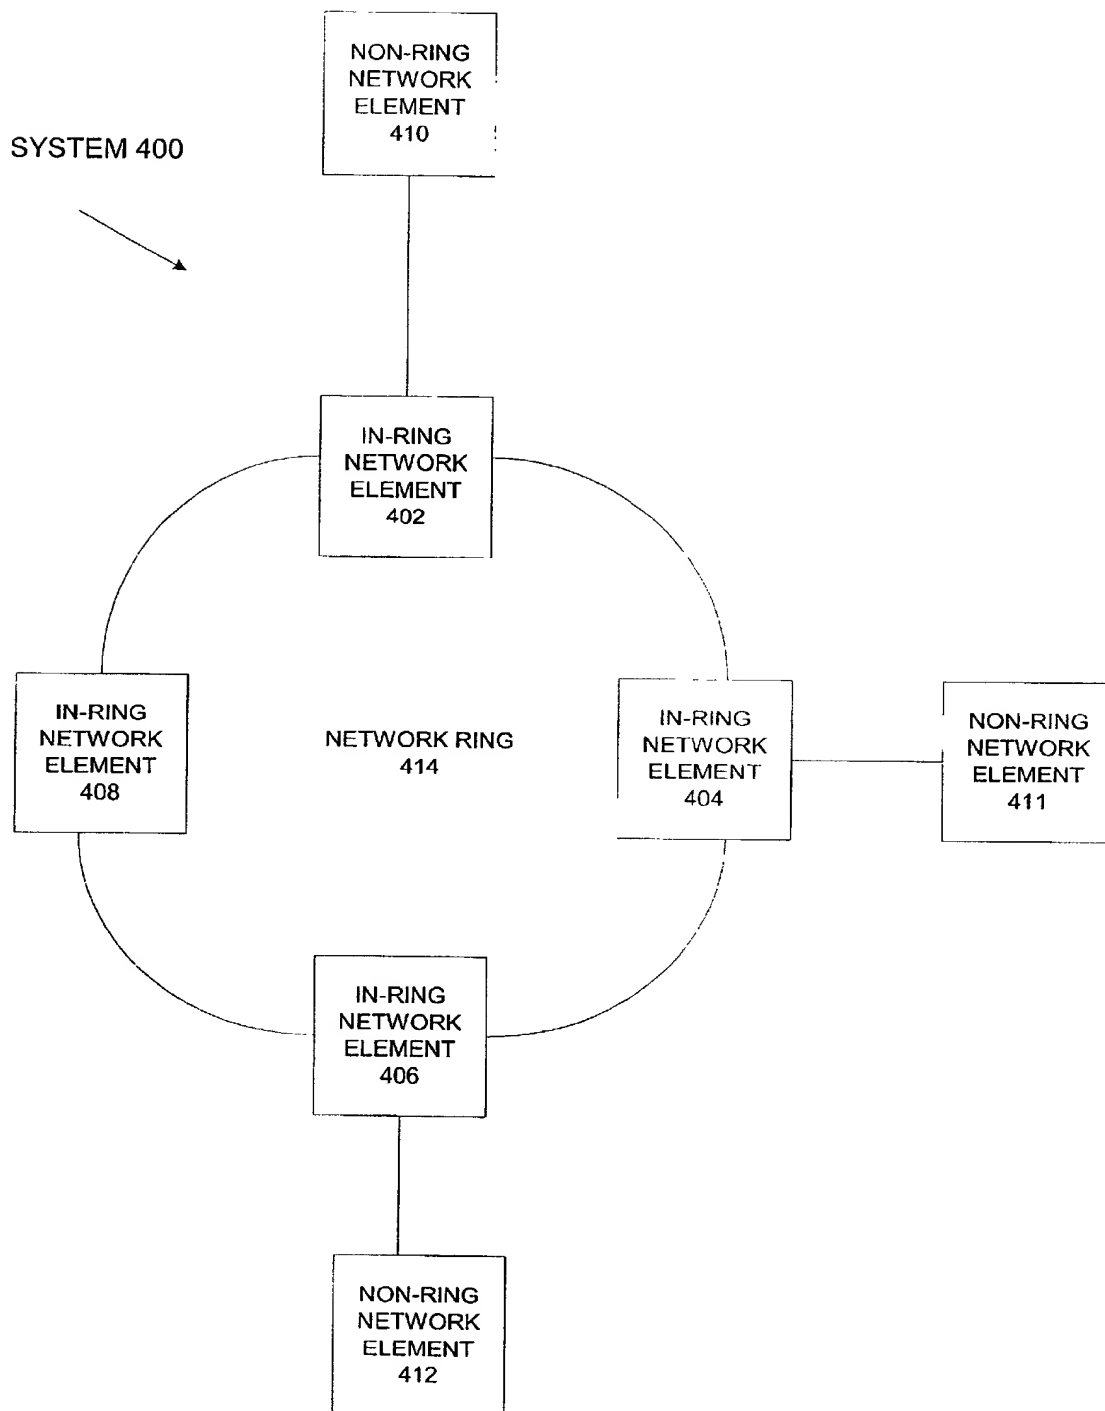 NON-RING
NETWORK
ELEMENT
410
SYSTEM 400
IN-RING
NETWORK
ELEMENT
402
IN-RING
NETWORK
ELEMENT
408
NETWORK RING
414
IN-RING
NETWORK
ELEMENT
404
NON-RING
NETWORK
ELEMENT
411
IN-RING
NETWORK
ELEMENT
406
NON-RING
NETWORK
ELEMENT
412